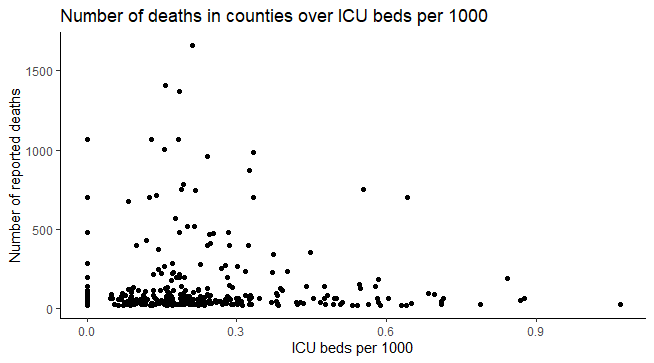 Number of deaths in counties over ICU beds per 1000
Number of reported deaths
1500
1000
500
0
0.0 0.3 0.6 0.9
ICU beds per 1000